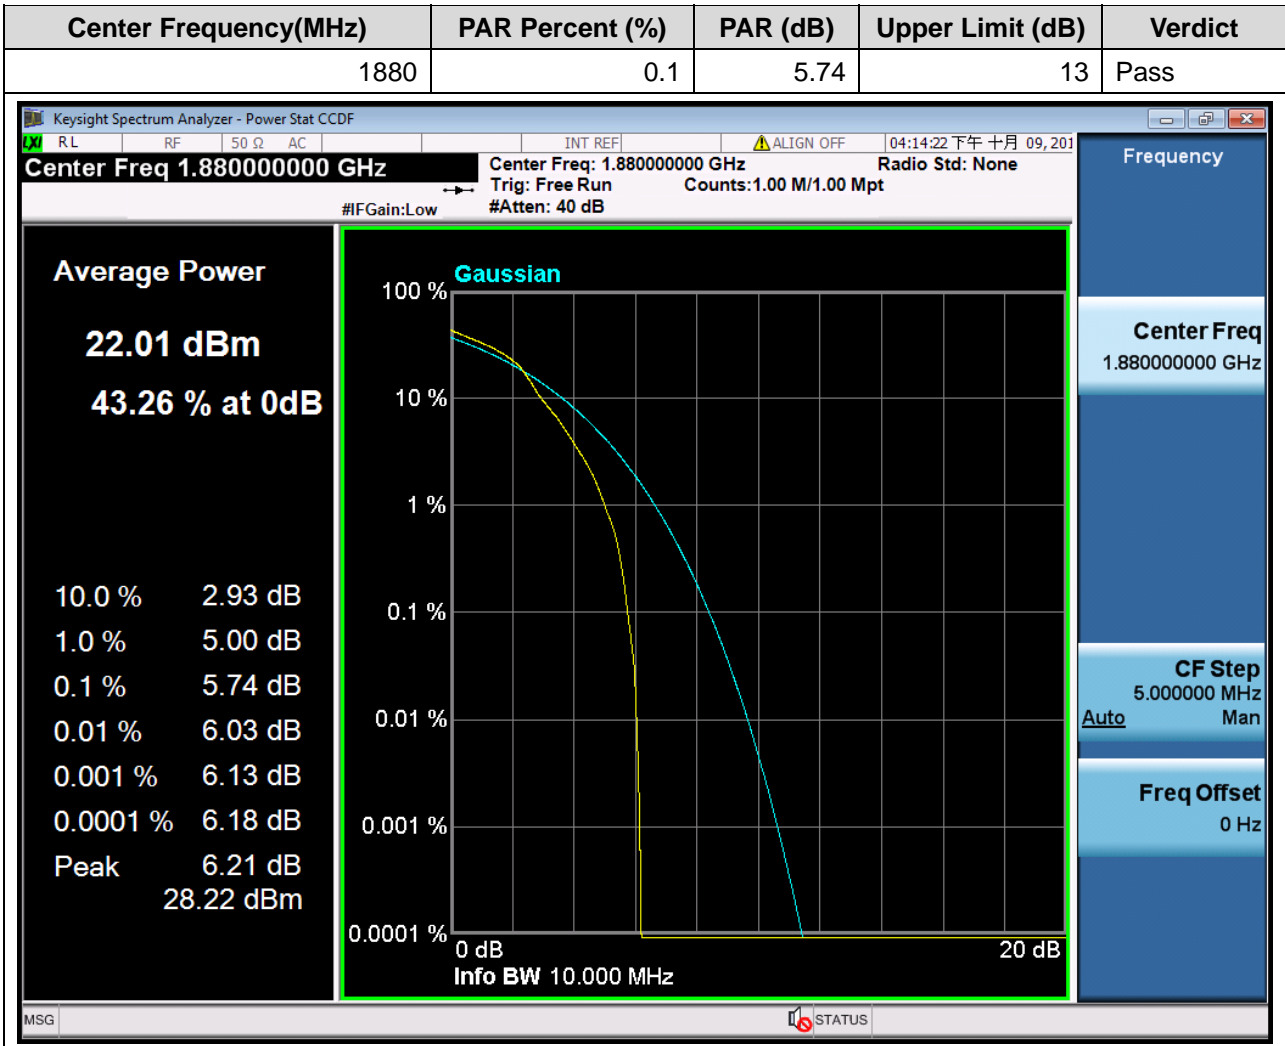 Center Frequency(MHz) PAR Percent (%) PAR (dB) Upper Limit (dB) Verdict
1880 0.1 5.74 13 Pass
Keysight Spectrum Analyzer - Power Stat CCDF
LXI RL RF 50 Ω AC INT REF ALIGN OFF 04:14:22 下午 十月 09, 201
Center Freq 1.880000000 GHz
Center Freq: 1.880000000 GHz Radio Std: None
Trig: Free Run Counts:1.00 M/1.00 Mpt
#IFGain:Low #Atten: 40 dB
Average Power
22.01 dBm
43.26 % at 0dB
10.0 % 2.93 dB
1.0 % 5.00 dB
0.1 % 5.74 dB
0.01 % 6.03 dB
0.001 % 6.13 dB
0.0001 % 6.18 dB
Peak 6.21 dB
28.22 dBm
Gaussian
100 %
10 %
1 %
0.1 %
0.01 %
0.001 %
0.0001 %
0 dB 20 dB
Info BW 10.000 MHz
Frequency
Center Freq
1.880000000 GHz
CF Step
5.000000 MHz
Auto Man
Freq Offset
0 Hz
MSG STATUS